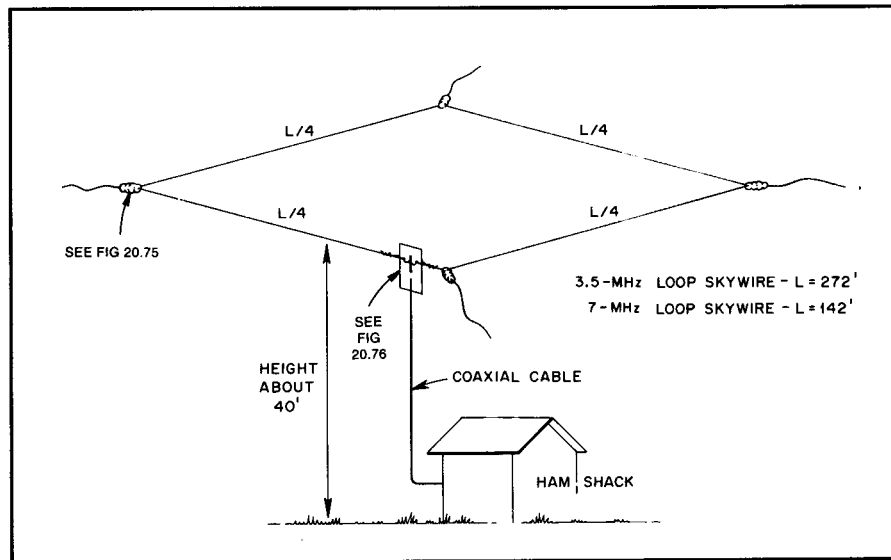 L/4
L/4
L/4
L/4
SEE FIG 20.75
3.5-MHz LOOP SKYWIRE - L = 272'
7-MHz LOOP SKYWIRE - L = 142'
SEE
FIG
20.76
HEIGHT
ABOUT
40'
COAXIAL CABLE
HAM SHACK